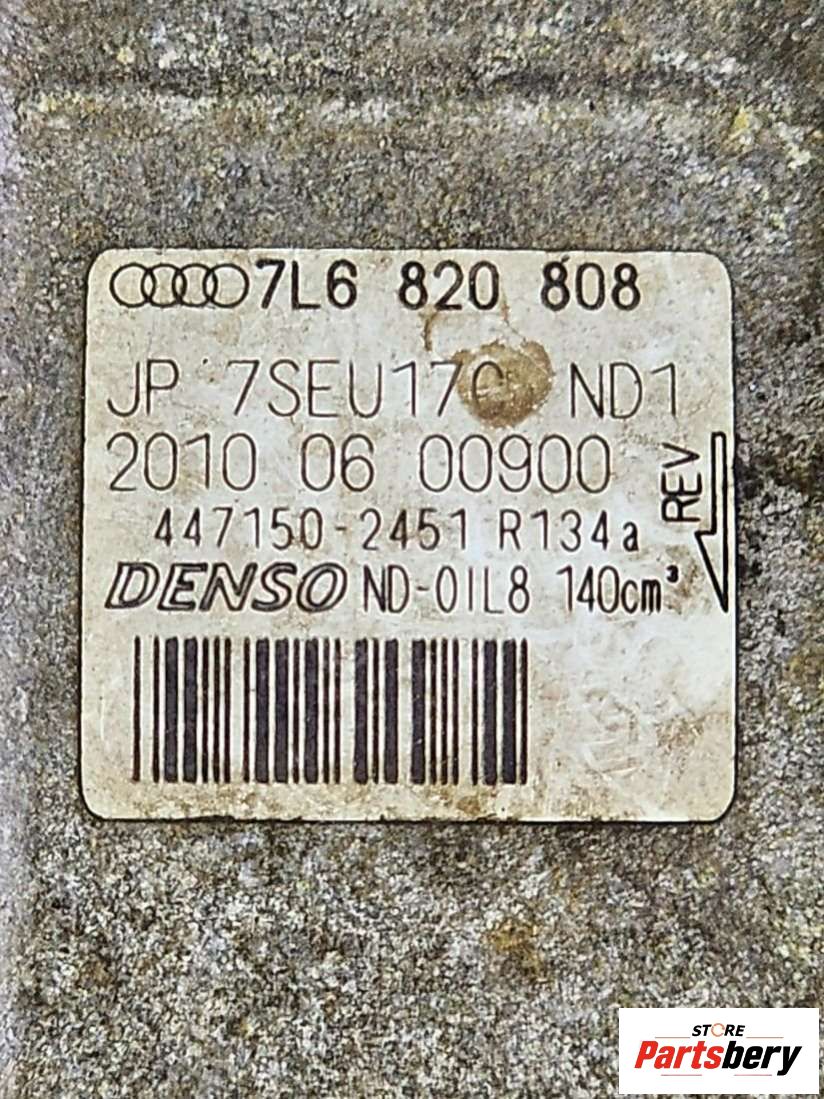 7L6 820 808
JP 7SEU17C ND1
2010 06 00900
REV
447150-2451 R134a
DENSO ND-OIL8 140cm³
STORE
Partsbery